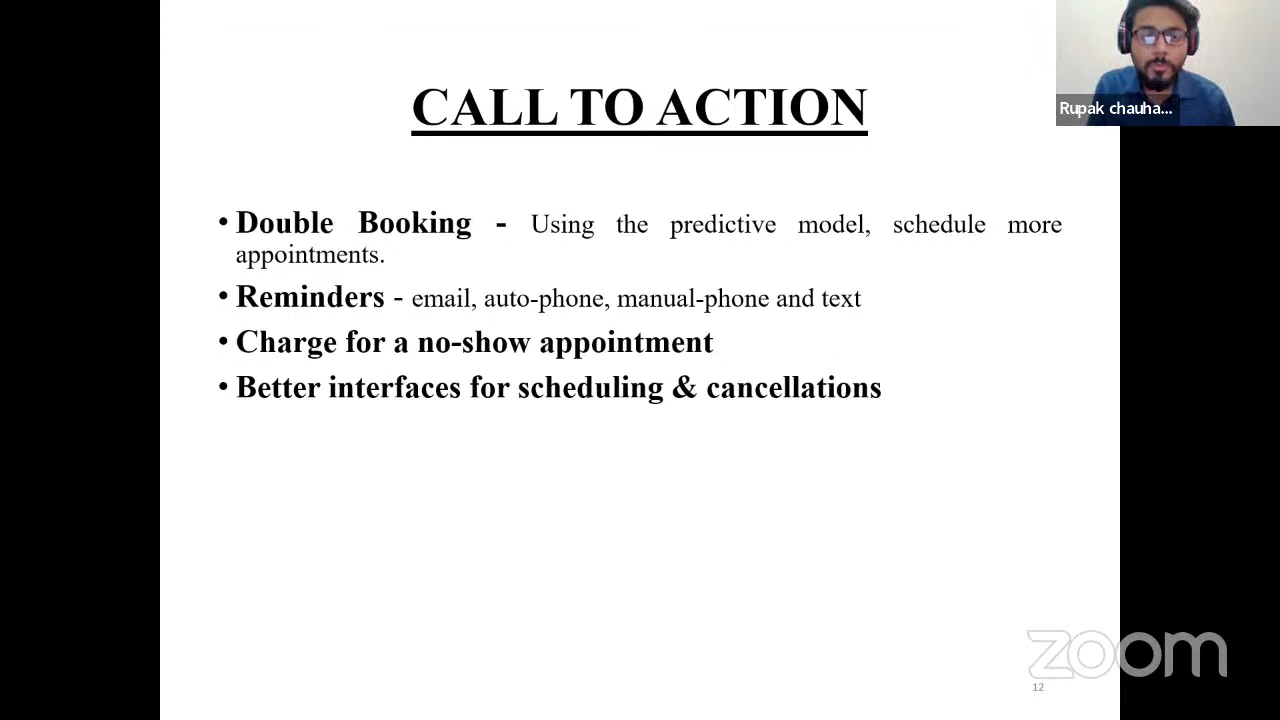 CALL TO ACTION
Rupak chauha...
• Double Booking - Using the predictive model, schedule more
appointments.
• Reminders - email, auto-phone, manual-phone and text
• Charge for a no-show appointment
• Better interfaces for scheduling & cancellations
zoom
12